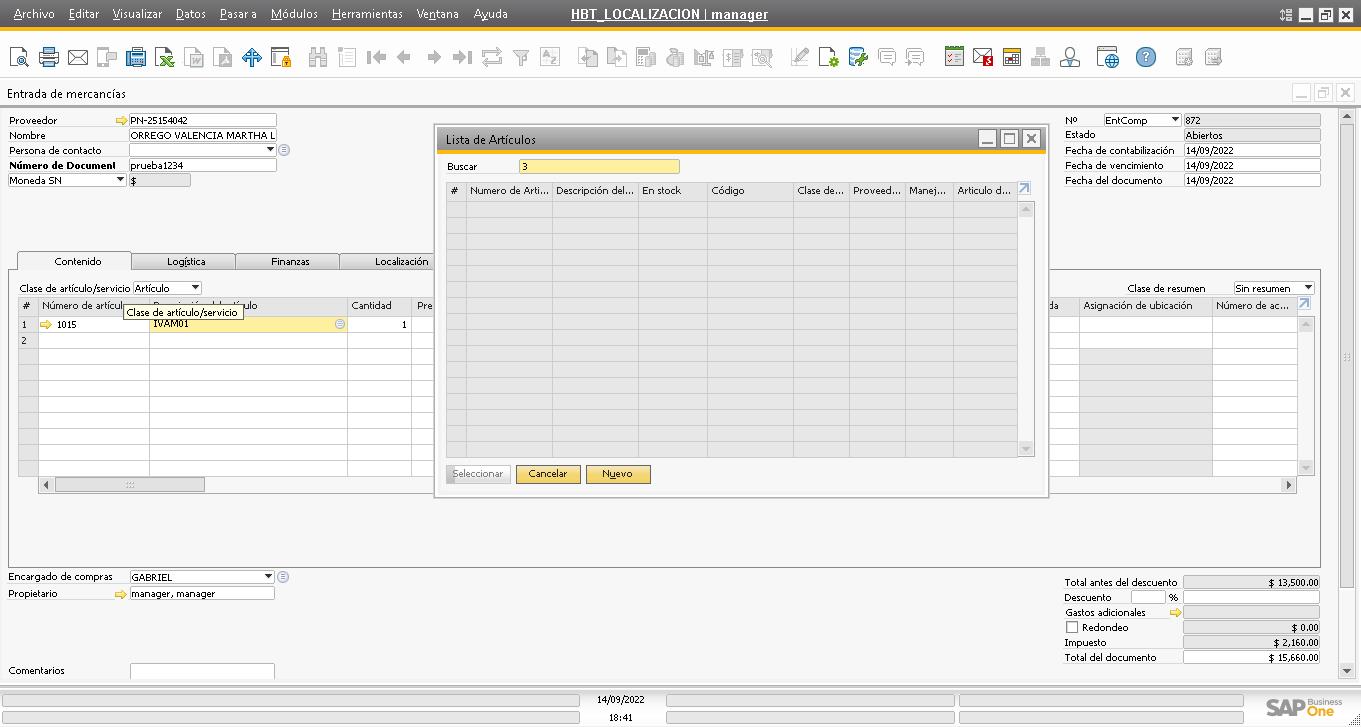 Archivo Editar Visualizar Datos Pasar a Módulos Herramientas Ventana Ayuda HBT_LOCALIZACION | manager
Entrada de mercancías
Proveedor PN-25154042
Nombre ORREGO VALENCIA MARTHA L
Persona de contacto
Número de Document prueba1234
Moneda SN $
Nº EntComp 872
Estado Abiertos
Fecha de contabilización 14/09/2022
Fecha de vencimiento 14/09/2022
Fecha del documento 14/09/2022
Lista de Artículos
Buscar 3
# Numero de Arti... Descripción del... En stock Código Clase de... Proveed... Manej... Articulo d...
Seleccionar Cancelar Nuevo
Contenido Logística Finanzas Localización
Clase de artículo/servicio Artículo
Clase de resumen Sin resumen
# Número de artícu Cantidad Pre
da Asignación de ubicación Número de ac...
Clase de artículo/servicio
1 1015 IVAM01 1
2
Encargado de compras GABRIEL
Propietario manager, manager
Comentarios
Total antes del descuento $ 13,500.00
Descuento %
Gastos adicionales
Redondeo $ 0.00
Impuesto $ 2,160.00
Total del documento $ 15,660.00
14/09/2022
18:41
SAP Business One